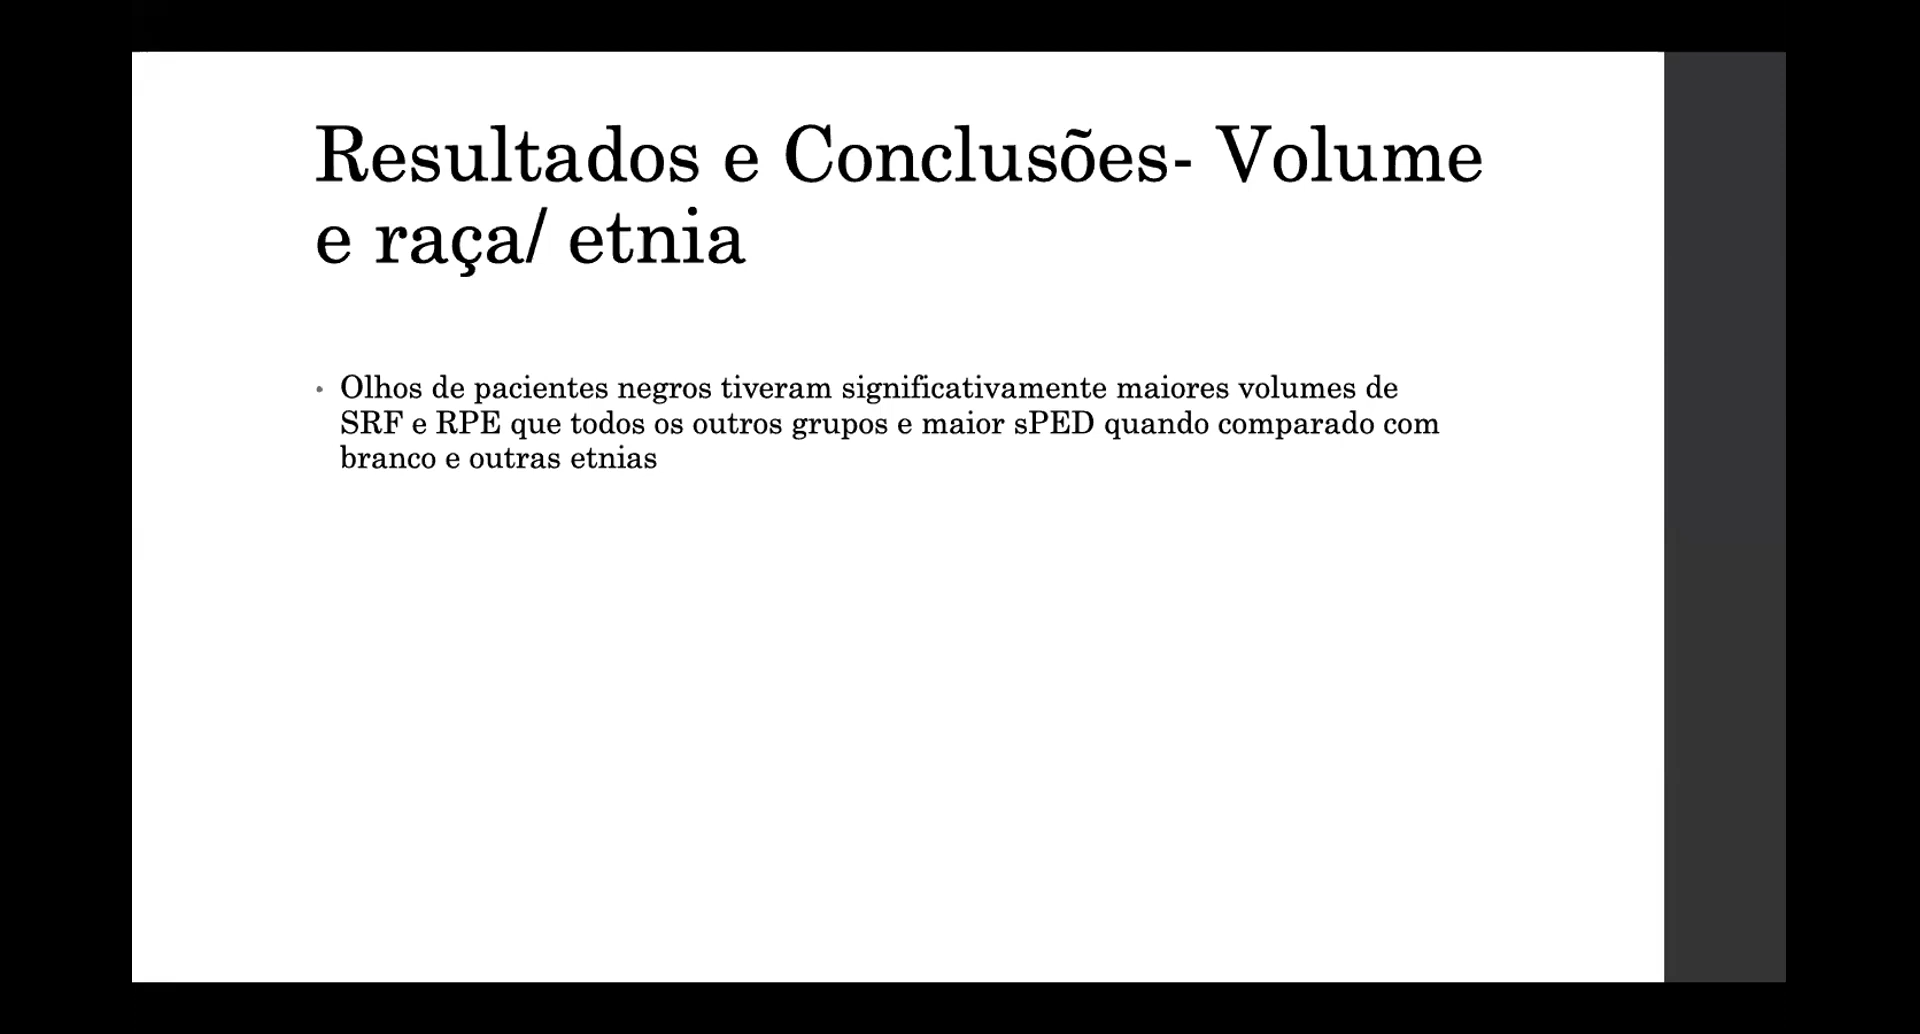 Resultados e Conclusões- Volume
e raça/ etnia
• Olhos de pacientes negros tiveram significativamente maiores volumes de
SRF e RPE que todos os outros grupos e maior sPED quando comparado com
branco e outras etnias